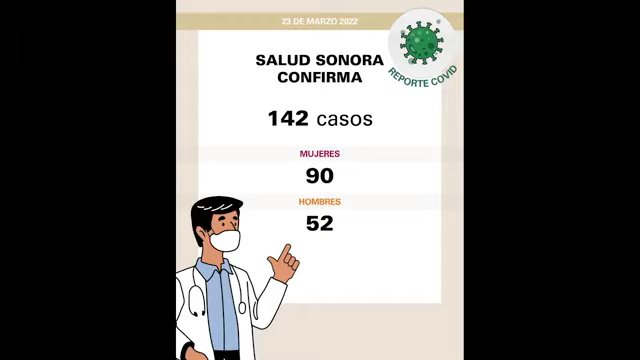 23 DE MARZO 2022
REPORTE COVID
SALUD SONORA
CONFIRMA
142 casos
MUJERES
90
HOMBRES
52